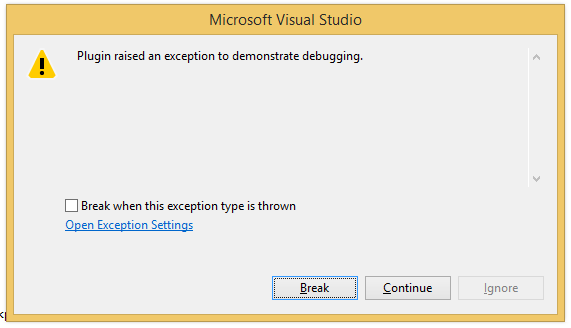 Microsoft Visual Studio
Plugin raised an exception to demonstrate debugging.
Break when this exception type is thrown
Open Exception Settings
Break Continue Ignore